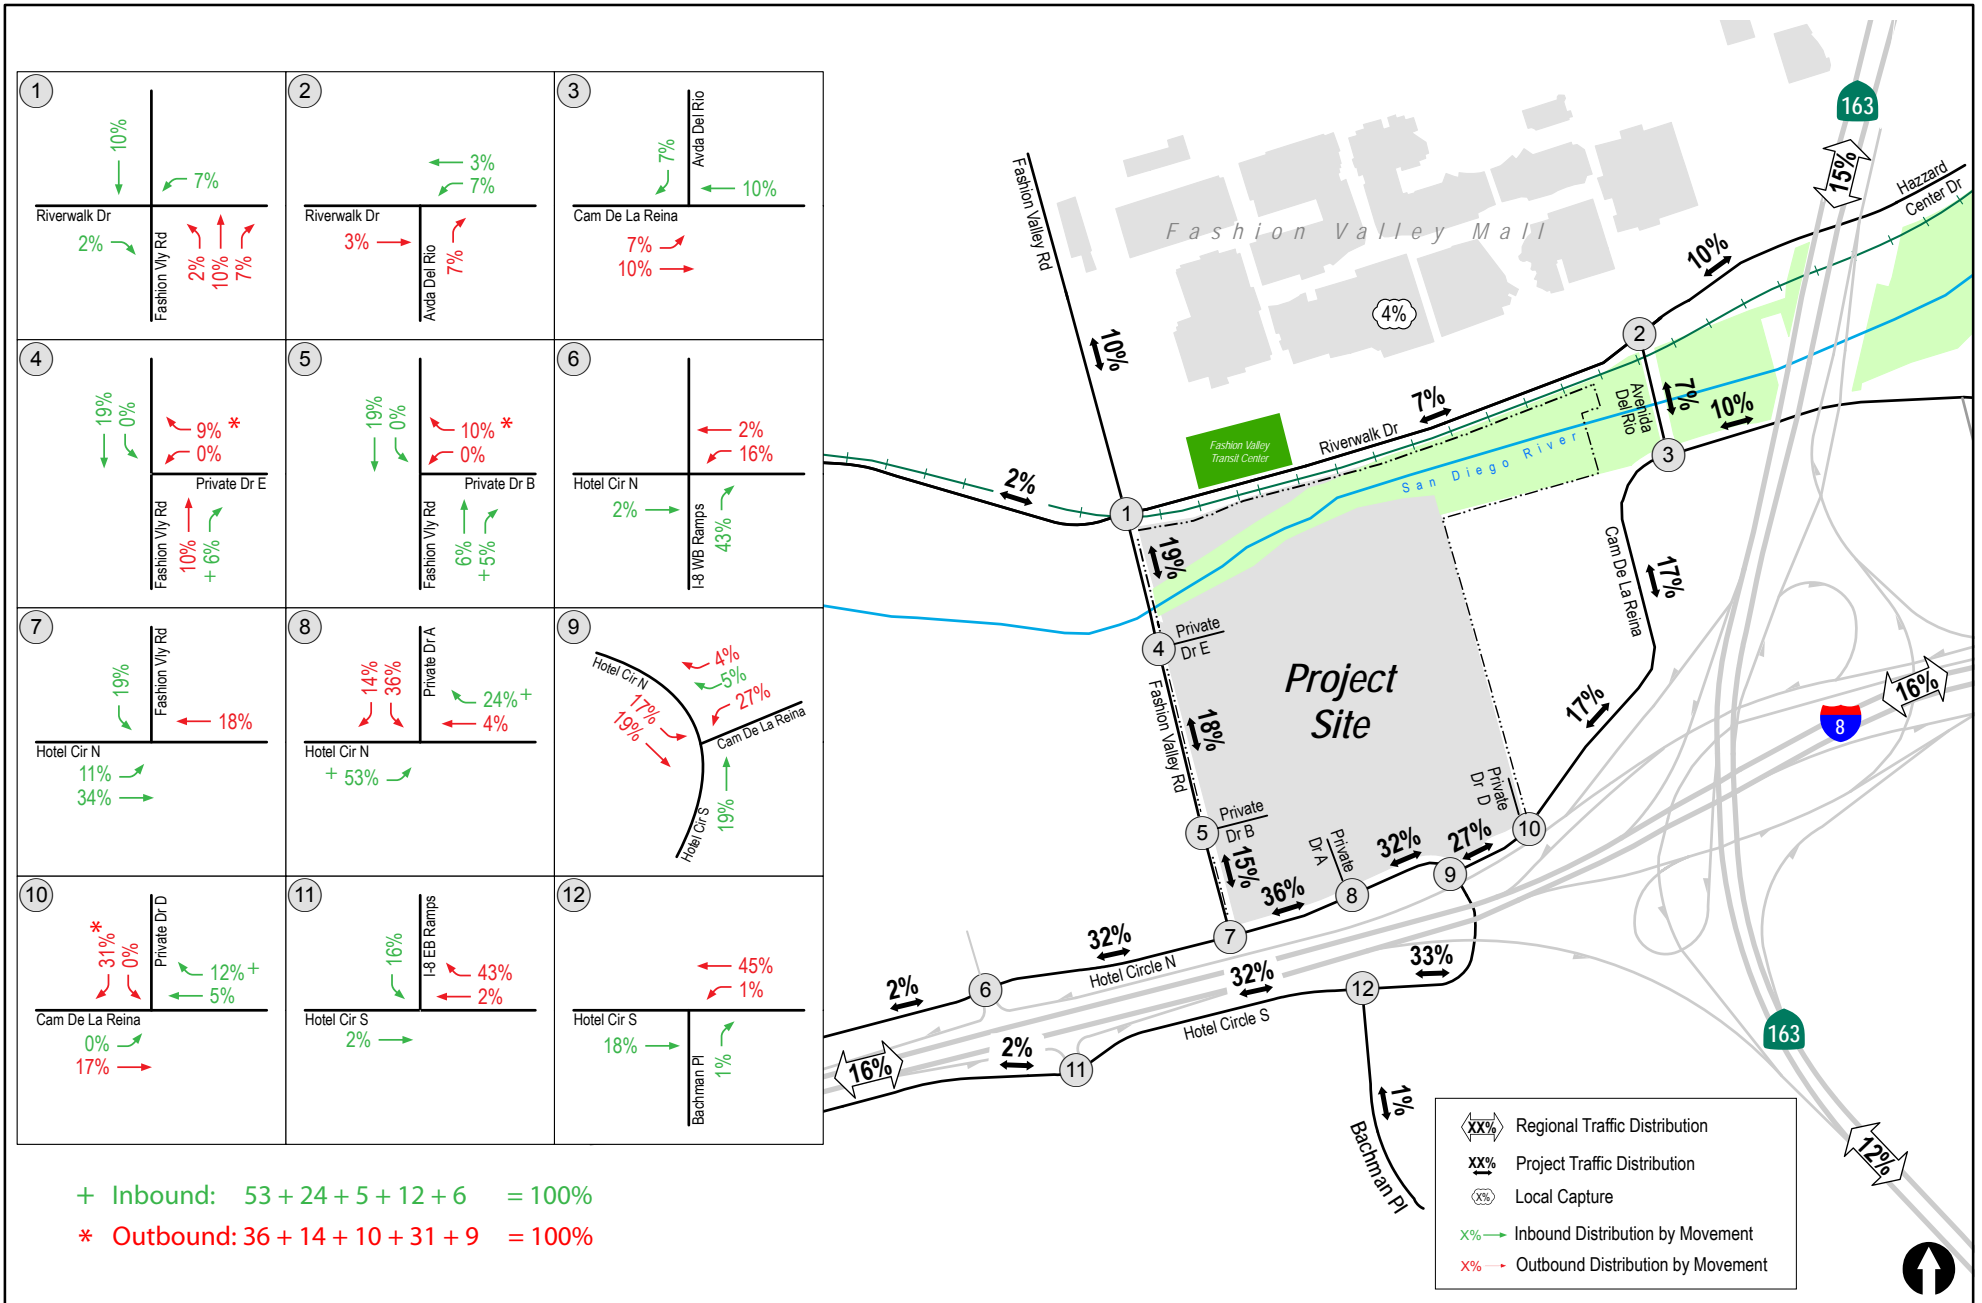 1
10%
7%
Riverwalk Dr
2%
Fashion Vly Rd
2%
10%
7%
2
3%
7%
Riverwalk Dr
3%
Avda Del Rio
7%
3
7%
Avda Del Rio
10%
Cam De La Reina
7%
10%
4
19%
0%
9% *
0%
Private Dr E
Fashion Vly Rd
10%
+ 6%
5
19%
0%
10% *
0%
Private Dr B
Fashion Vly Rd
6%
+ 5%
6
2%
16%
Hotel Cir N
2%
I-8 WB Ramps
43%
7
19%
Fashion Vly Rd
18%
Hotel Cir N
11%
34%
8
14%
36%
Private Dr A
24% +
4%
Hotel Cir N
+ 53%
9
Hotel Cir N
4%
5%
27%
17%
19%
Cam De La Reina
19%
Hotel Cir S
10
*
31%
0%
Private Dr D
12% +
5%
Cam De La Reina
0%
17%
11
16%
I-8 EB Ramps
43%
2%
Hotel Cir S
2%
12
45%
1%
Hotel Cir S
18%
Bachman Pl
1%
+ Inbound: 53 + 24 + 5 + 12 + 6 = 100%
* Outbound: 36 + 14 + 10 + 31 + 9 = 100%
163
15%
Hazzard
Center Dr
Fashion Valley Rd
Fashion Valley Mall
10%
4%
10%
2
7%
Avenida
Del Rio
7%
10%
Riverwalk Dr
Fashion Valley
Transit Center
San Diego River
3
2%
1
19%
Cam De La Reina
17%
Private
Dr E
4
Project
Site
16%
8
17%
Fashion Valley Rd
18%
Private
Dr D
Private
Dr B
5
10
15%
Private
Dr A
32%
27%
9
36%
8
7
32%
Hotel Circle N
33%
32%
2%
6
12
Hotel Circle S
163
2%
16%
11
1%
Bachman Pl
12%
XX% Regional Traffic Distribution
XX% Project Traffic Distribution
X% Local Capture
X% Inbound Distribution by Movement
X% Outbound Distribution by Movement